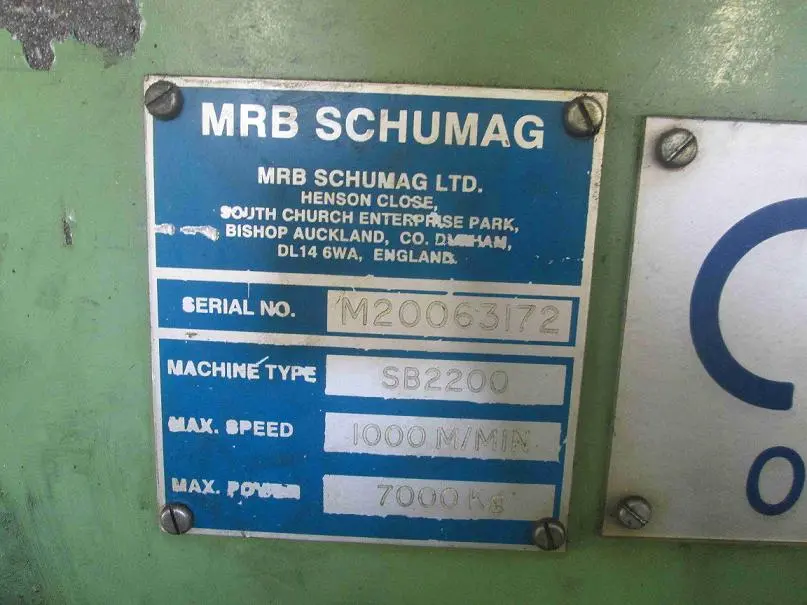 MRB SCHUMAG
MRB SCHUMAG LTD.
HENSON CLOSE,
SOUTH CHURCH ENTERPRISE PARK,
BISHOP AUCKLAND, CO. DURHAM,
DL14 6WA, ENGLAND.
SERIAL NO. M20063172
MACHINE TYPE SB2200
MAX. SPEED 1000 M/MIN
MAX. POWER 7000 Kg